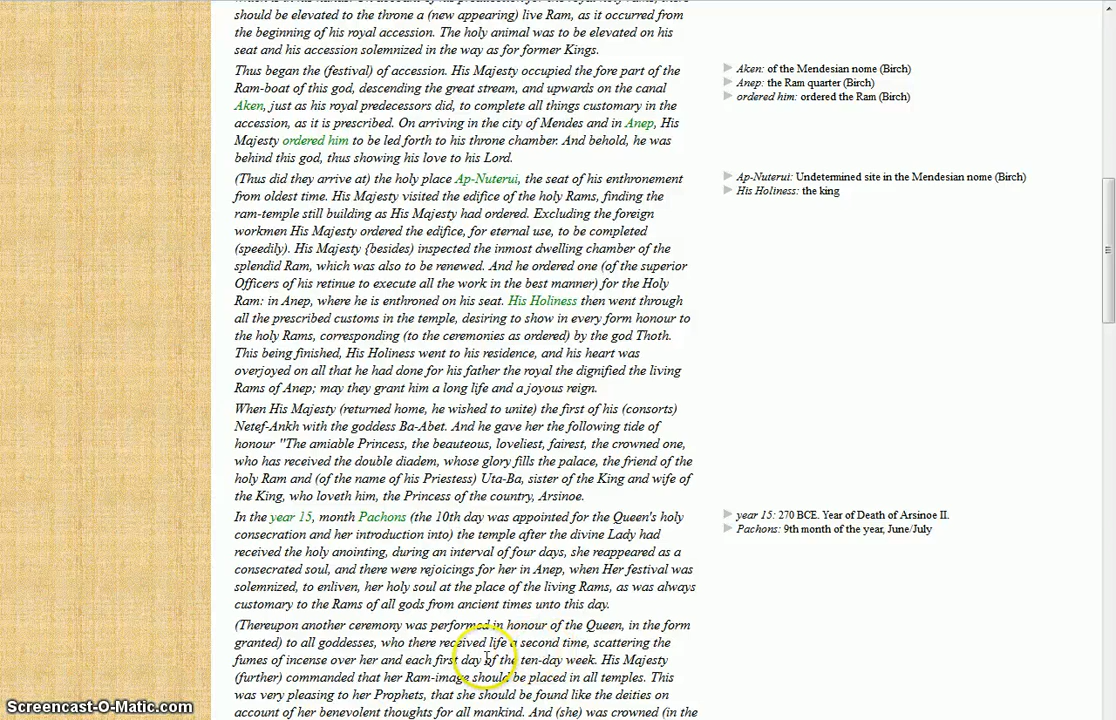 should be elevated to the throne a (new appearing) live Ram, as it occurred from
the beginning of his royal accession. The holy animal was to be elevated on his
seat and his accession solemnized in the way as for former Kings.
Thus began the (festival) of accession. His Majesty occupied the fore part of the
Ram-boat of this god, descending the great stream, and upwards on the canal
Aken, just as his royal predecessors did, to complete all things customary in the
accession, as it is prescribed. On arriving in the city of Mendes and in Anep, His
Majesty ordered him to be led forth to his throne chamber. And behold, he was
behind this god, thus showing his love to his Lord.
Aken: of the Mendesian nome (Birch)
Anep: the Ram quarter (Birch)
ordered him: ordered the Ram (Birch)
(Thus did they arrive at) the holy place Ap-Nuterui, the seat of his enthronement
from oldest time. His Majesty visited the edifice of the holy Rams, finding the
ram-temple still building as His Majesty had ordered. Excluding the foreign
workmen His Majesty ordered the edifice, for eternal use, to be completed
(speedily). His Majesty {besides) inspected the inmost dwelling chamber of the
splendid Ram, which was also to be renewed. And he ordered one (of the superior
Officers of his retinue to execute all the work in the best manner) for the Holy
Ram: in Anep, where he is enthroned on his seat. His Holiness then went through
all the prescribed customs in the temple, desiring to show in every form honour to
the holy Rams, corresponding (to the ceremonies as ordered) by the god Thoth.
This being finished, His Holiness went to his residence, and his heart was
overjoyed on all that he had done for his father the royal the dignified the living
Rams of Anep; may they grant him a long life and a joyous reign.
Ap-Nuterui: Undetermined site in the Mendesian nome (Birch)
His Holiness: the king
When His Majesty (returned home, he wished to unite) the first of his (consorts)
Netef-Ankh with the goddess Ba-Abet. And he gave her the following tide of
honour "The amiable Princess, the beauteous, loveliest, fairest, the crowned one,
who has received the double diadem, whose glory fills the palace, the friend of the
holy Ram and (of the name of his Priestess) Uta-Ba, sister of the King and wife of
the King, who loveth him, the Princess of the country, Arsinoe.
In the year 15, month Pachons (the 10th day was appointed for the Queen's holy
consecration and her introduction into) the temple after the divine Lady had
received the holy anointing, during an interval of four days, she reappeared as a
consecrated soul, and there were rejoicings for her in Anep, when Her festival was
solemnized, to enliven, her holy soul at the place of the living Rams, as was always
customary to the Rams of all gods from ancient times unto this day.
year 15: 270 BCE. Year of Death of Arsinoe II.
Pachons: 9th month of the year, June/July
(Thereupon another ceremony was performed in honour of the Queen, in the form
granted) to all goddesses, who there received life a second time, scattering the
fumes of incense over her and each first day of the ten-day week. His Majesty
(further) commanded that her Ram-image should be placed in all temples. This
was very pleasing to her Prophets, that she should be found like the deities on
account of her benevolent thoughts for all mankind. And (she) was crowned (in the
Screencast-O-Matic.com